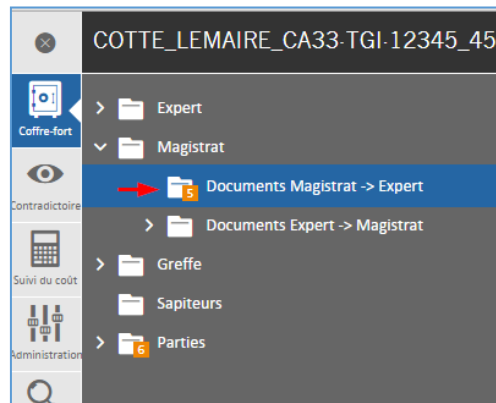 COTTE_LEMAIRE_CA33-TGI-12345_45
Coffre-fort
Contradictoire
Suivi du coût
Administration
Expert
Magistrat
5
Documents Magistrat -> Expert
Documents Expert -> Magistrat
Greffe
Sapiteurs
6
Parties